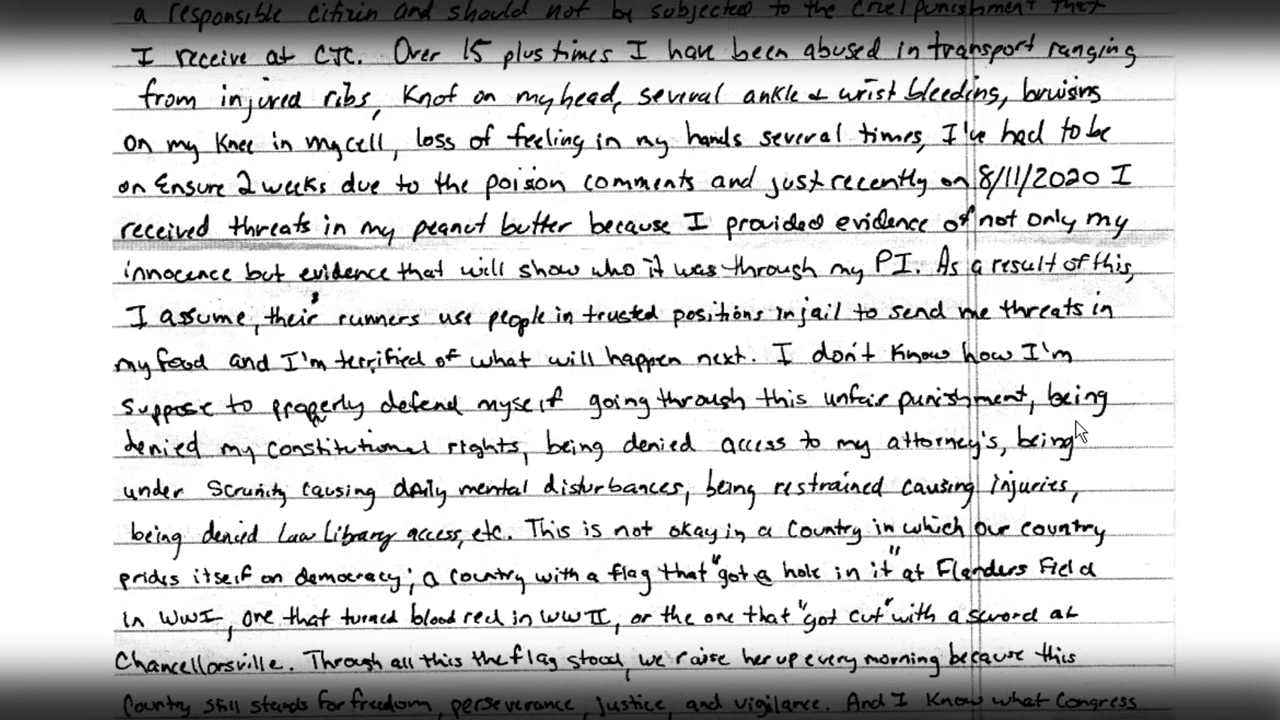 a responsible citizin and should not be subjected to the cruel punishment that
I receive at CJC. Over 15 plus times I have been abused in transport ranging
from injured ribs, Knot on my head, several ankle & wrist bleeding, bruising
on my Knee in my cell, loss of feeling in my hands several times, I've had to be
on Ensure 2 weeks due to the poision comments and just recently on 8/11/2020 I
received threats in my peanut butter because I provided evidence of not only my
innocence but evidence that will show who it was through my PI. As a result of this,
I assume, their's runners use people in trusted positions in jail to send me threats in
my food and I'm terrified of what will happen next. I don't Know how I'm
suppose to properly defend myself going through this unfair punishment, being
denied my constitutional rights, being denied access to my attorney's, being
under Scrunity causing daily mental disturbances, being restrained causing injuries,
being denied Law Library access, etc. This is not okay in a Country in which our country
prides itself on democracy; a country with a flag that "got a hole in it" at Flanders Field
in WWI, one that turned blood red in WWII, or the one that "got cut" with a sword at
Chancellorsville. Through all this the flag stood, we raise her up every morning because this
Country still stands for freedom, perseverance, justice, and vigilance. And I Know what Congress